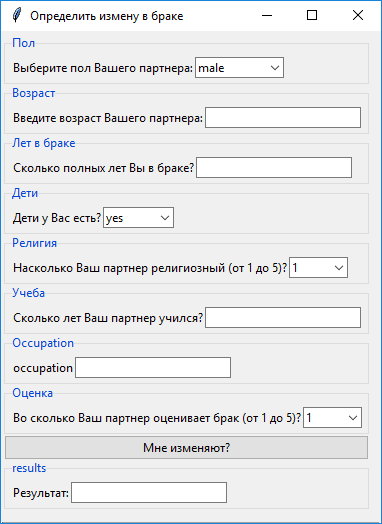 Определить измену в браке
Пол
Выберите пол Вашего партнера: male
Возраст
Введите возраст Вашего партнера:
Лет в браке
Сколько полных лет Вы в браке?
Дети
Дети у Вас есть? yes
Религия
Насколько Ваш партнер религиозный (от 1 до 5)? 1
Учеба
Сколько лет Ваш партнер учился?
Occupation
occupation
Оценка
Во сколько Ваш партнер оценивает брак (от 1 до 5)? 1
Мне изменяют?
results
Результат: